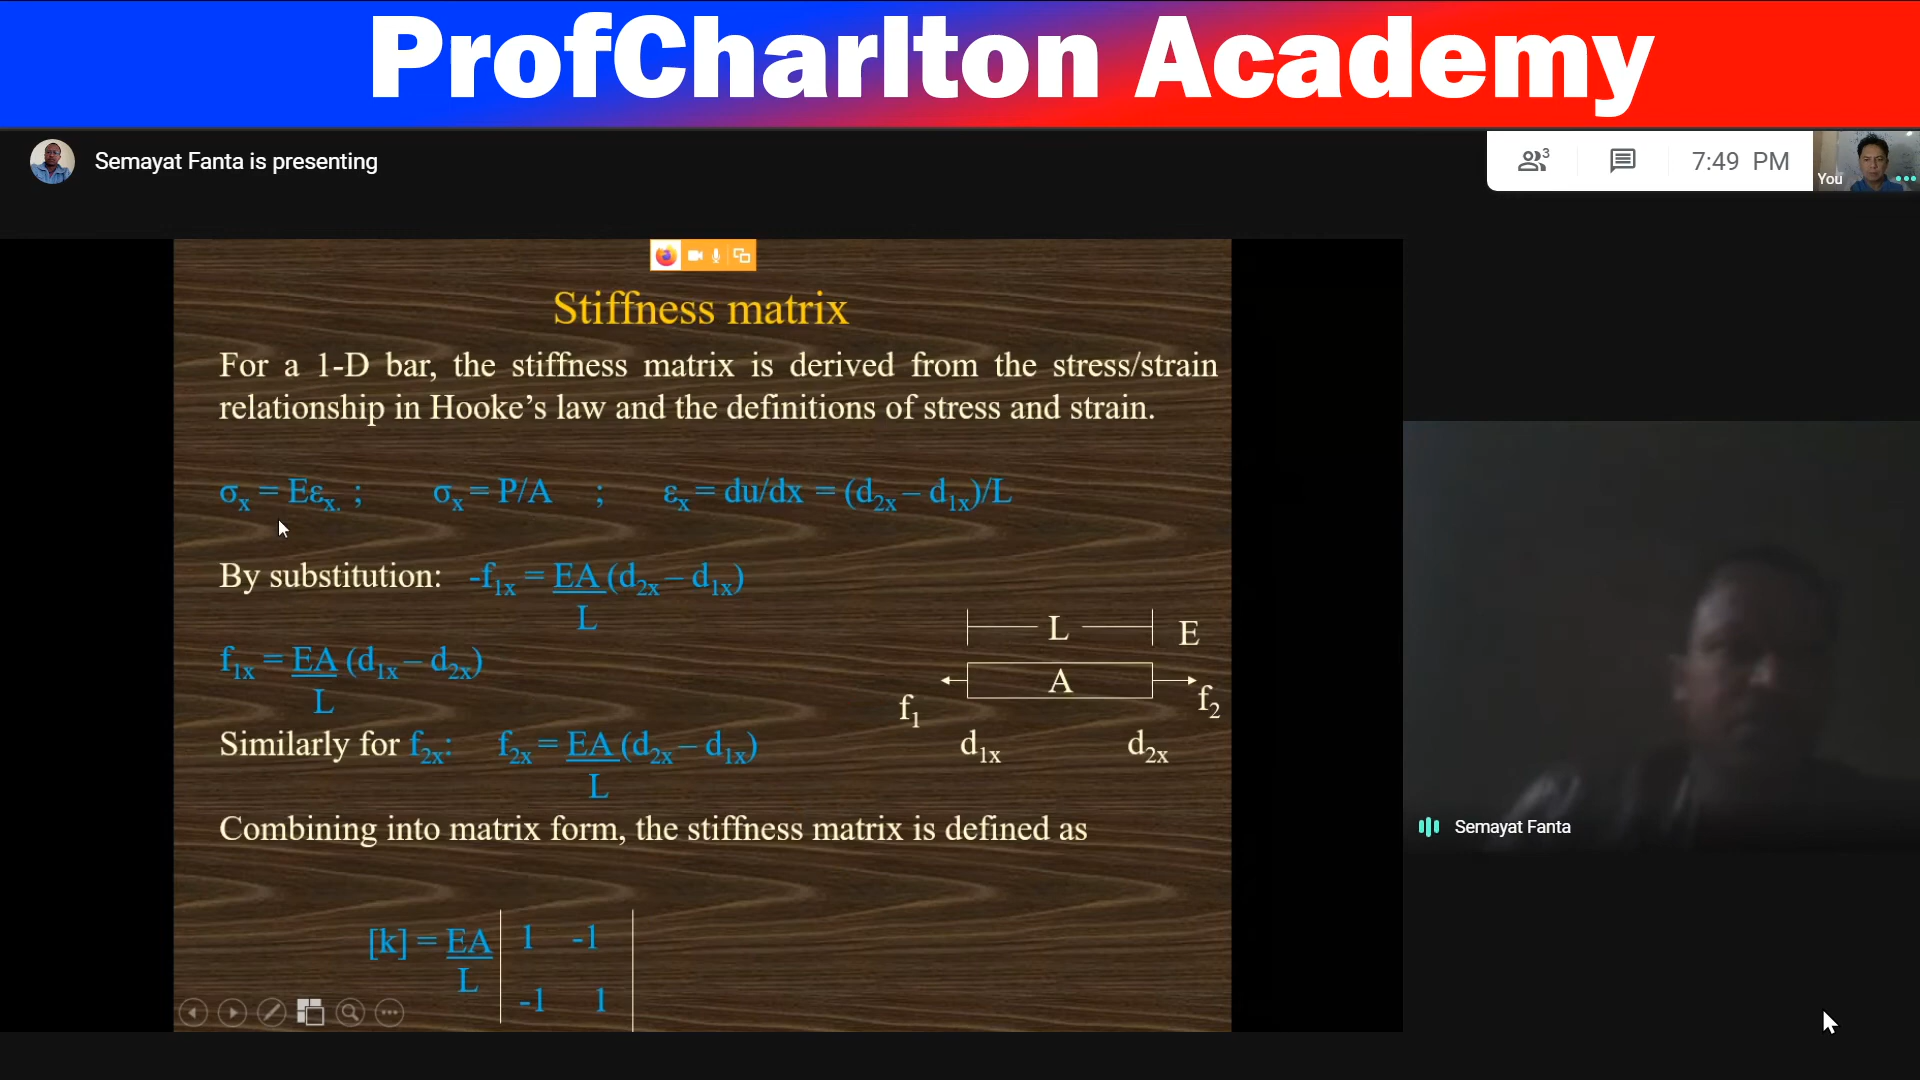 ProfCharlton Academy
Semayat Fanta is presenting
3
7:49 PM
You
Stiffness matrix
For a 1-D bar, the stiffness matrix is derived from the stress/strain
relationship in Hooke's law and the definitions of stress and strain.
σx = Eεx. ; σx = P/A ; εx = du/dx = (d2x – d1x)/L
By substitution: -f1x = EA (d2x – d1x)
L
f1x = EA (d1x – d2x)
L
Similarly for f2x: f2x = EA (d2x – d1x)
L
L E
A
f1 f2
d1x d2x
Combining into matrix form, the stiffness matrix is defined as
[k] = EA 1 -1
L -1 1
Semayat Fanta